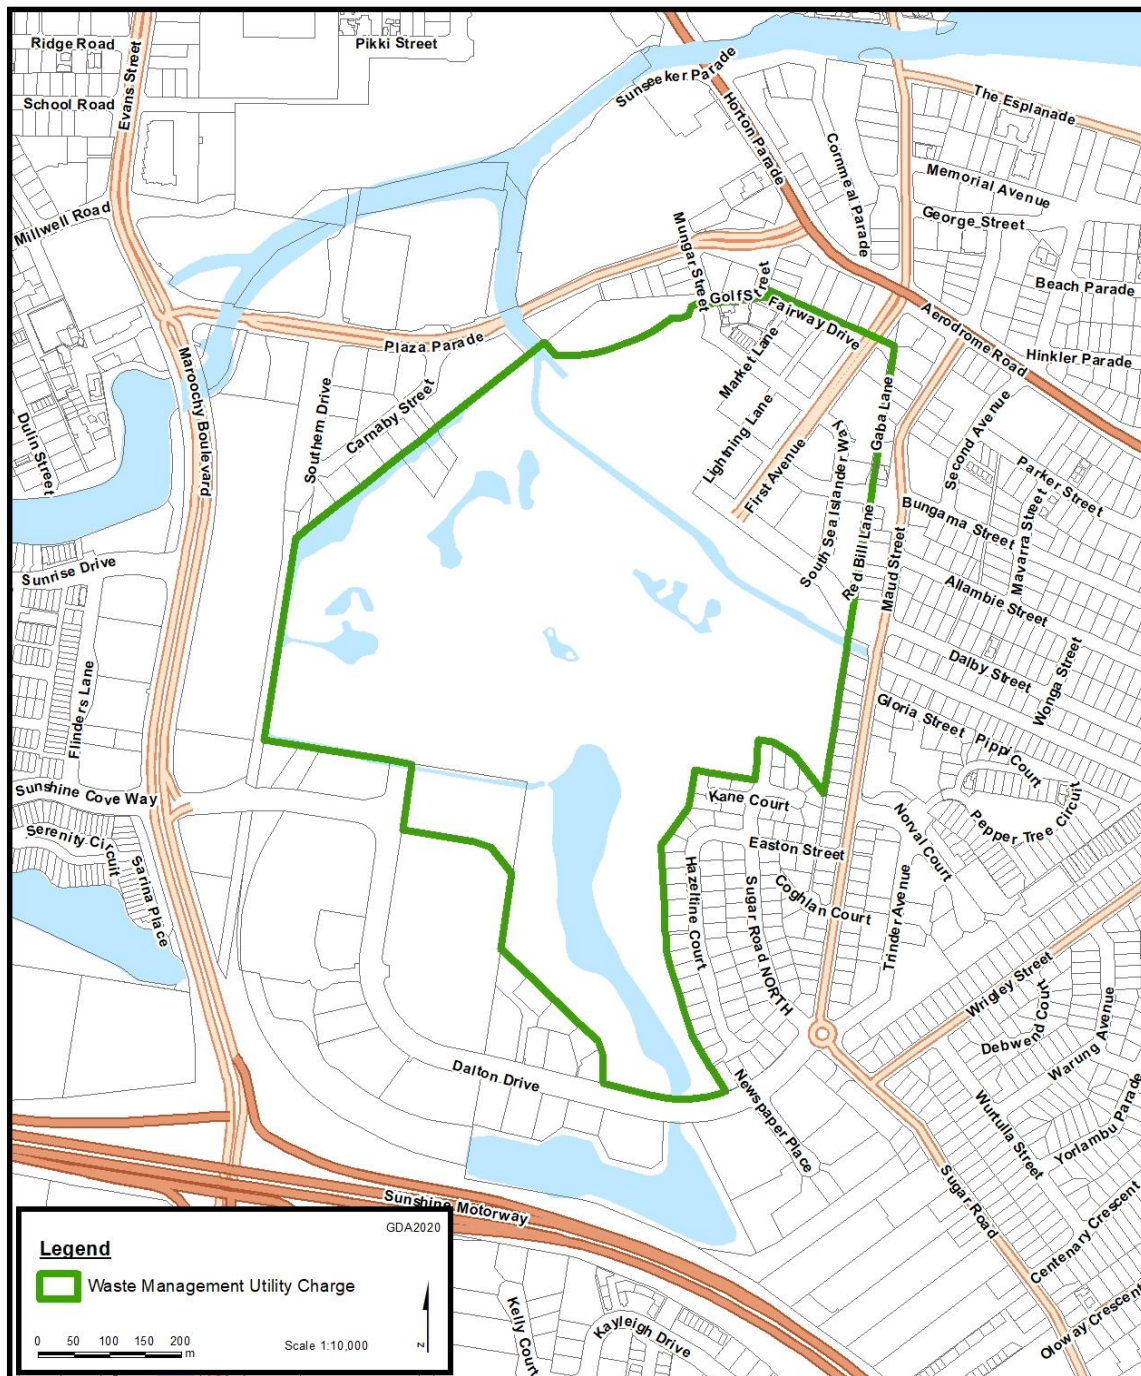 Ridge Road
Pikki Street
Evans Street
School Road
Sunseeker Parade
The Esplanade
Horton Parade
Cornmeal Parade
Memorial Avenue
Millwell Road
George Street
Mungar Street
Beach Parade
Golf Street
Fairway Drive
Aerodrome Road
Plaza Parade
Hinkler Parade
Market Lane
Maroochy Boulevard
Carnaby Street
Southern Drive
Gaba Lane
Second Avenue
Dulin Street
Lightning Lane
First Avenue
South Sea Islander Way
Parker Street
Bungama Street
Mavarra Street
Red Bill Lane
Maud Street
Sunrise Drive
Allambie Street
Dalby Street
Wonga Street
Flinders Lane
Gloria Street
Pippi Court
Sunshine Cove Way
Kane Court
Pepper Tree Circuit
Norval Court
Serenity Circuit
Easton Street
Sarina Place
Hazeltine Court
Sugar Road NORTH
Coghlan Court
Trinder Avenue
Wrigley Street
Debwend Court
Warung Avenue
Dalton Drive
Newspaper Place
Wurtulla Street
Yorlambu Parade
Sugar Road
Sunshine Motorway
Centenary Crescent
Oloway Crescent
Kelly Court
Kayleigh Drive
GDA2020
Legend
Waste Management Utility Charge
0 50 100 150 200
m
Scale 1:10,000
N